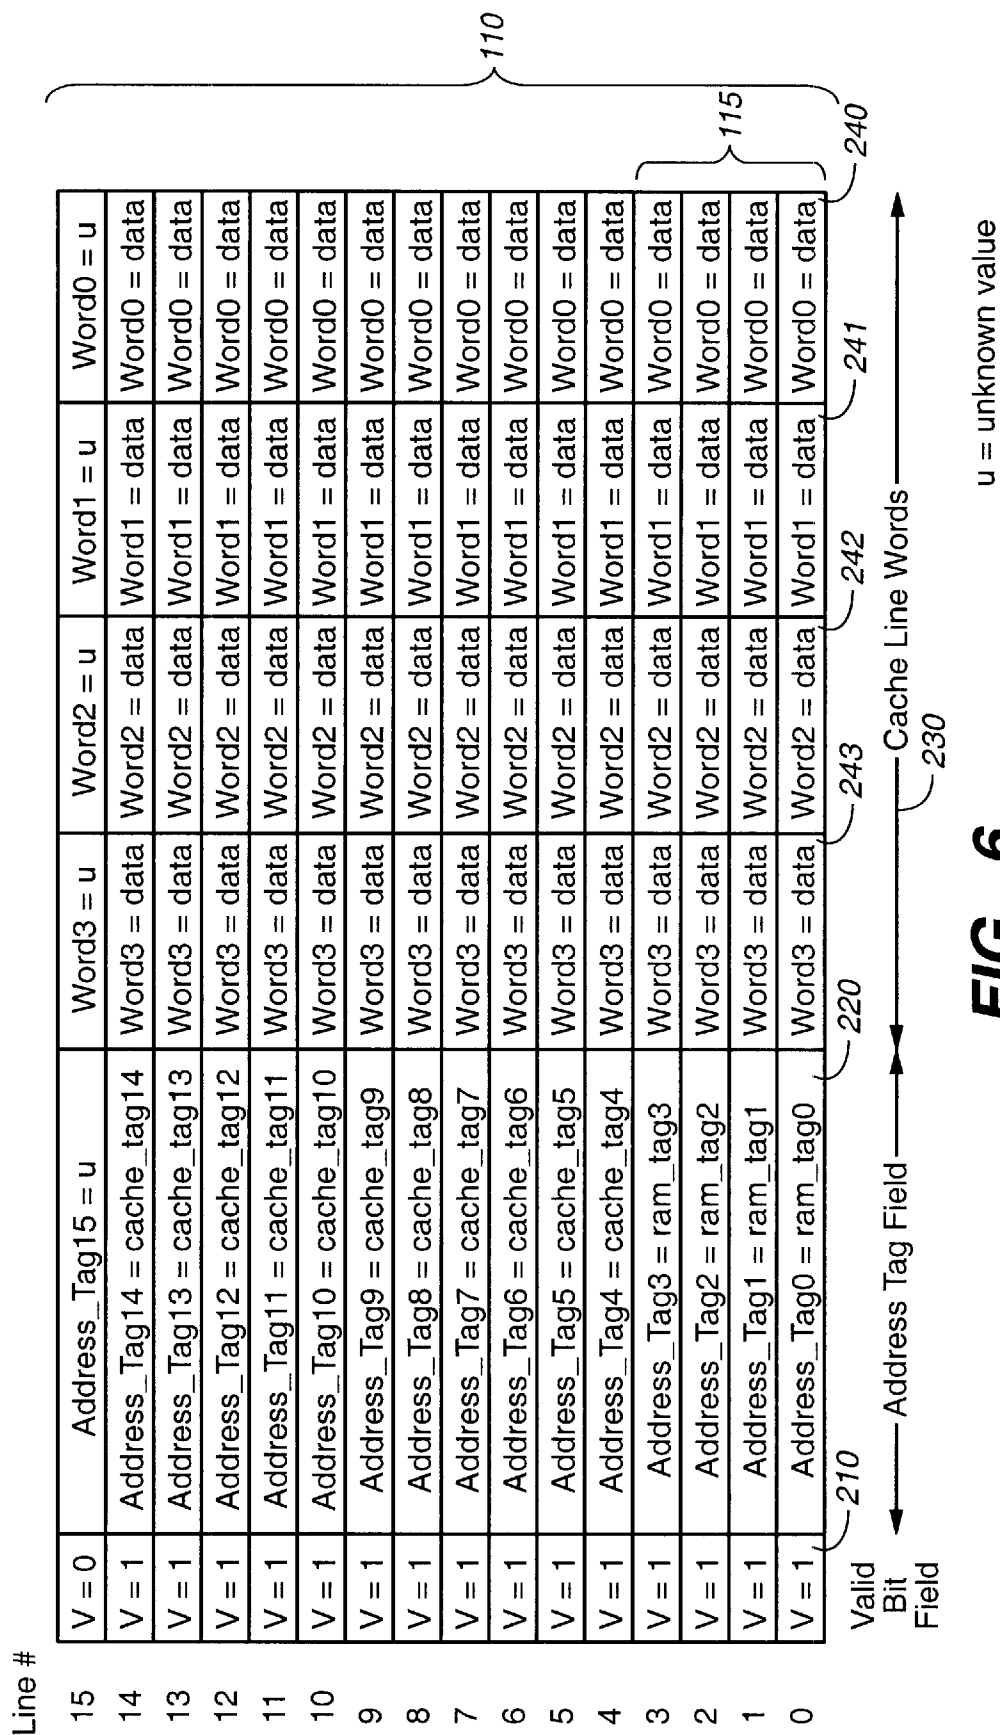 Line #
15 V = 0 Address_Tag15 = u Word3 = u Word2 = u Word1 = u Word0 = u
14 V = 1 Address_Tag14 = cache_tag14 Word3 = data Word2 = data Word1 = data Word0 = data
13 V = 1 Address_Tag13 = cache_tag13 Word3 = data Word2 = data Word1 = data Word0 = data
12 V = 1 Address_Tag12 = cache_tag12 Word3 = data Word2 = data Word1 = data Word0 = data
11 V = 1 Address_Tag11 = cache_tag11 Word3 = data Word2 = data Word1 = data Word0 = data
10 V = 1 Address_Tag10 = cache_tag10 Word3 = data Word2 = data Word1 = data Word0 = data
9 V = 1 Address_Tag9 = cache_tag9 Word3 = data Word2 = data Word1 = data Word0 = data
8 V = 1 Address_Tag8 = cache_tag8 Word3 = data Word2 = data Word1 = data Word0 = data
7 V = 1 Address_Tag7 = cache_tag7 Word3 = data Word2 = data Word1 = data Word0 = data
6 V = 1 Address_Tag6 = cache_tag6 Word3 = data Word2 = data Word1 = data Word0 = data
5 V = 1 Address_Tag5 = cache_tag5 Word3 = data Word2 = data Word1 = data Word0 = data
4 V = 1 Address_Tag4 = cache_tag4 Word3 = data Word2 = data Word1 = data Word0 = data
3 V = 1 Address_Tag3 = ram_tag3 Word3 = data Word2 = data Word1 = data Word0 = data
2 V = 1 Address_Tag2 = ram_tag2 Word3 = data Word2 = data Word1 = data Word0 = data
1 V = 1 Address_Tag1 = ram_tag1 Word3 = data Word2 = data Word1 = data Word0 = data
0 V = 1 Address_Tag0 = ram_tag0 Word3 = data Word2 = data Word1 = data Word0 = data
110
115
210 220 243 242 241 240
Valid
Bit
Field
Address Tag Field
Cache Line Words
230
u = unknown value
FIG._6